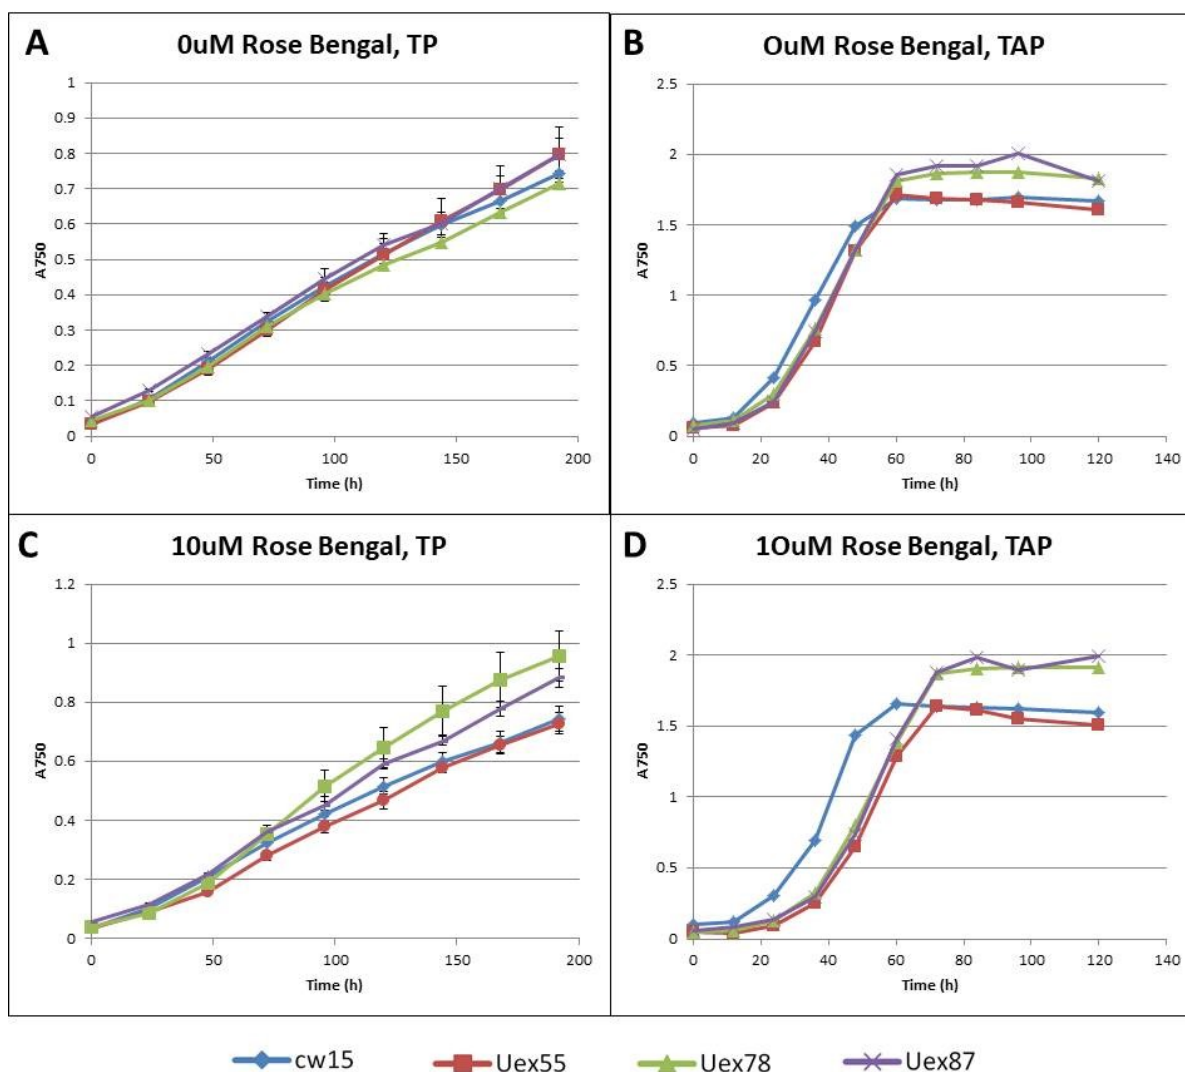 A
0uM Rose Bengal, TP
1
0.9
0.8
0.7
0.6
0.5
0.4
0.3
0.2
0.1
0
A750
0 50 100 150 200
Time (h)
B
OuM Rose Bengal, TAP
2.5
2
1.5
1
0.5
0
A750
0 20 40 60 80 100 120 140
Time (h)
C
10uM Rose Bengal, TP
1.2
1
0.8
0.6
0.4
0.2
0
A750
0 50 100 150 200
Time (h)
D
1OuM Rose Bengal, TAP
2.5
2
1.5
1
0.5
0
A750
0 20 40 60 80 100 120 140
Time (h)
cw15 Uex55 Uex78 Uex87